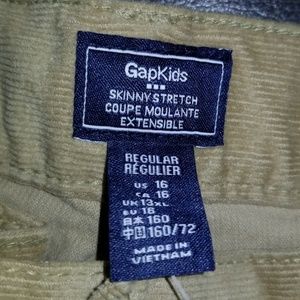 GapKids
SKINNY STRETCH
COUPE MOULANTE
EXTENSIBLE
REGULAR
RÉGULIER
US 16
CA 16
UK 13XL
EU 16
日本 160
中国 160/72
MADE IN
VIETNAM